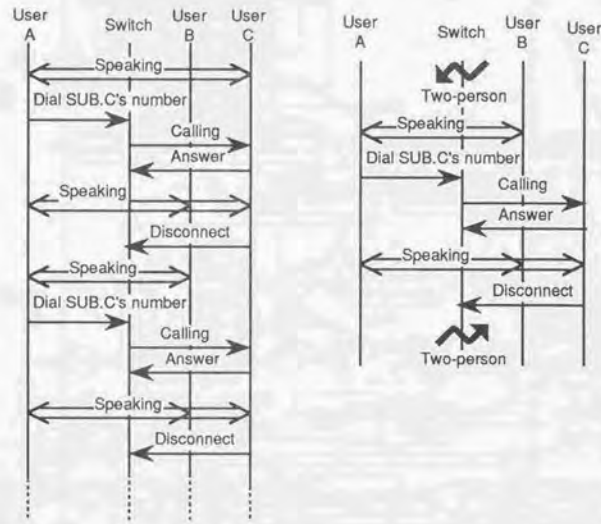 User
A
Switch
User
B
User
C
Speaking
Dial SUB.C's number
Calling
Answer
Speaking
Disconnect
Speaking
Dial SUB.C's number
Calling
Answer
Speaking
Disconnect
User
A
Switch
User
B
User
C
Two-person
Speaking
Dial SUB.C's number
Calling
Answer
Speaking
Disconnect
Two-person